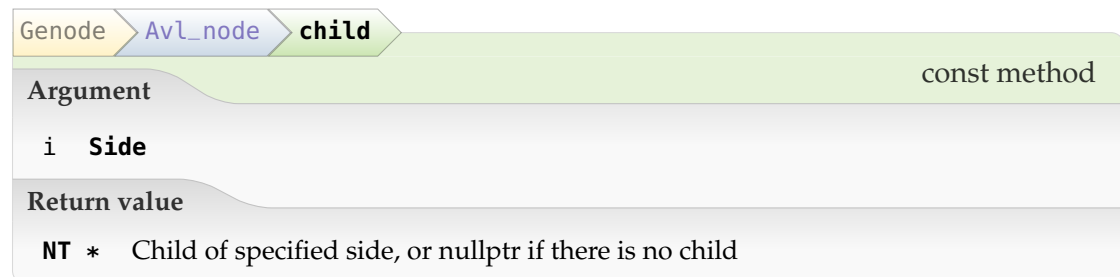 Genode Avl_node child
const method
Argument
i Side
Return value
NT * Child of specified side, or nullptr if there is no child